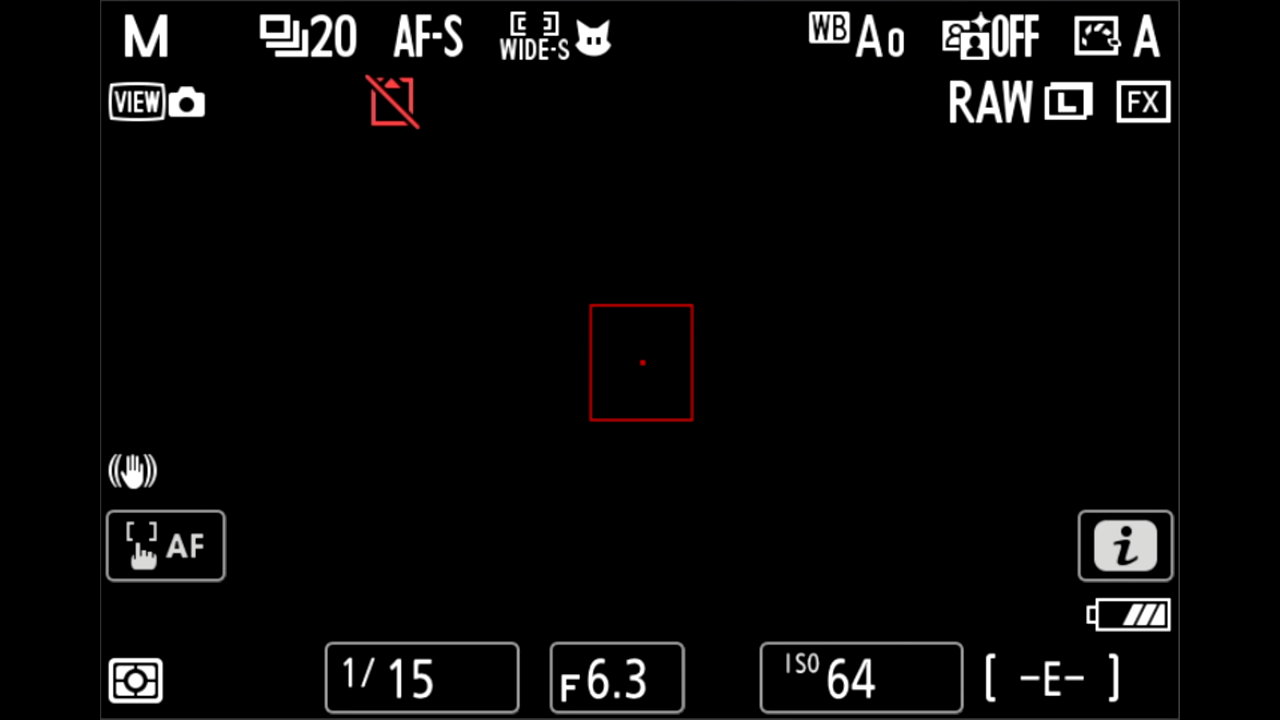 M 20 AF-S WIDE-S WB A0 OFF A
VIEW RAW L FX
AF i
1/15 F6.3 ISO 64 [-E-]